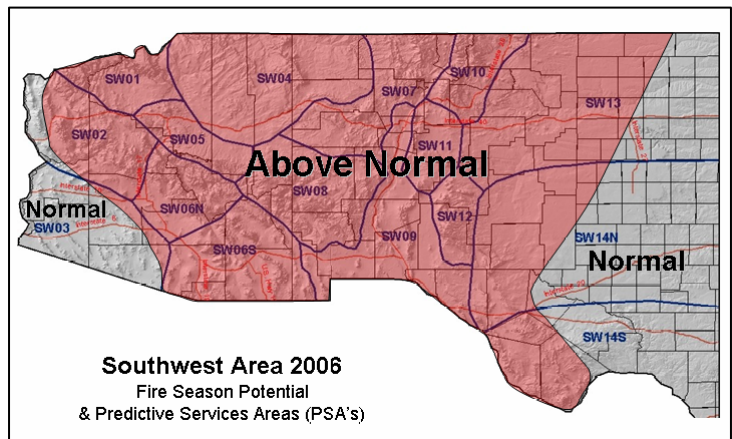 SW01
SW04
SW10
SW07
SW13
SW02
SW05
SW11
Above Normal
SW08
Normal
SW03
SW06N
SW12
SW06S
SW09
SW14N
Normal
SW14S
Southwest Area 2006
Fire Season Potential
& Predictive Services Areas (PSA's)